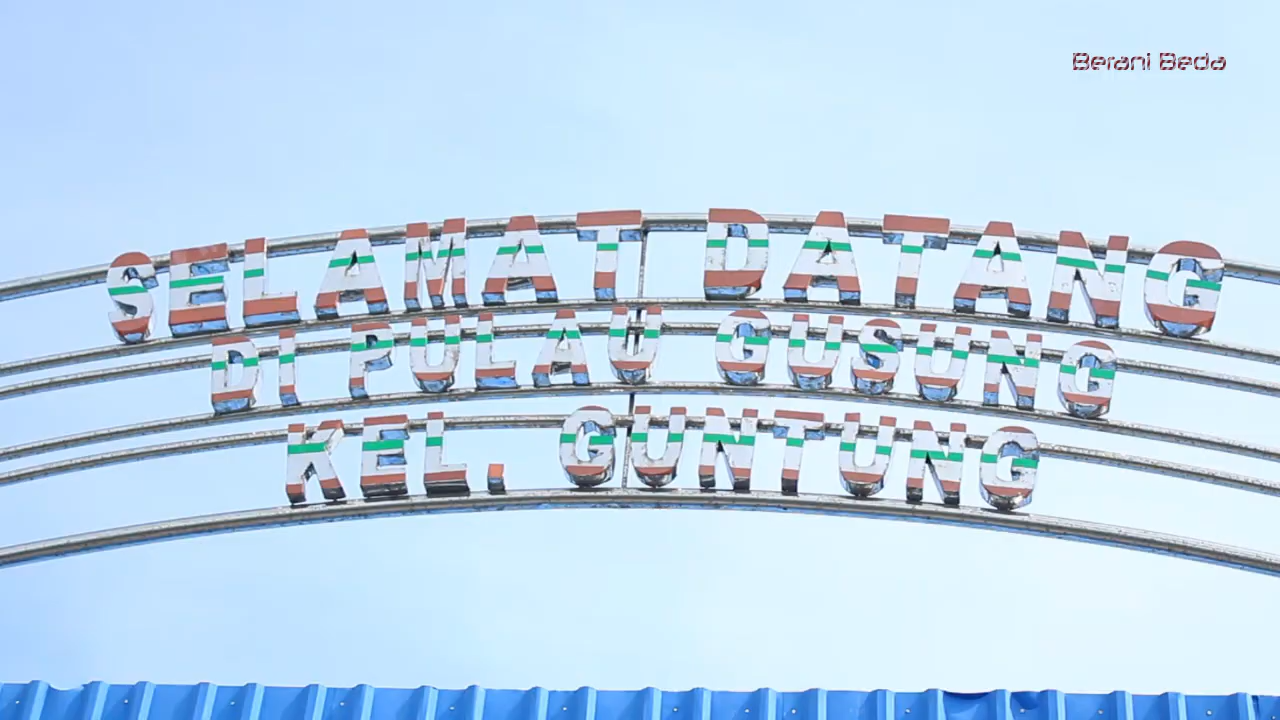 Berani Beda
SELAMAT DATANG
DI PULAU GUSUNG
KEL. GUNTUNG